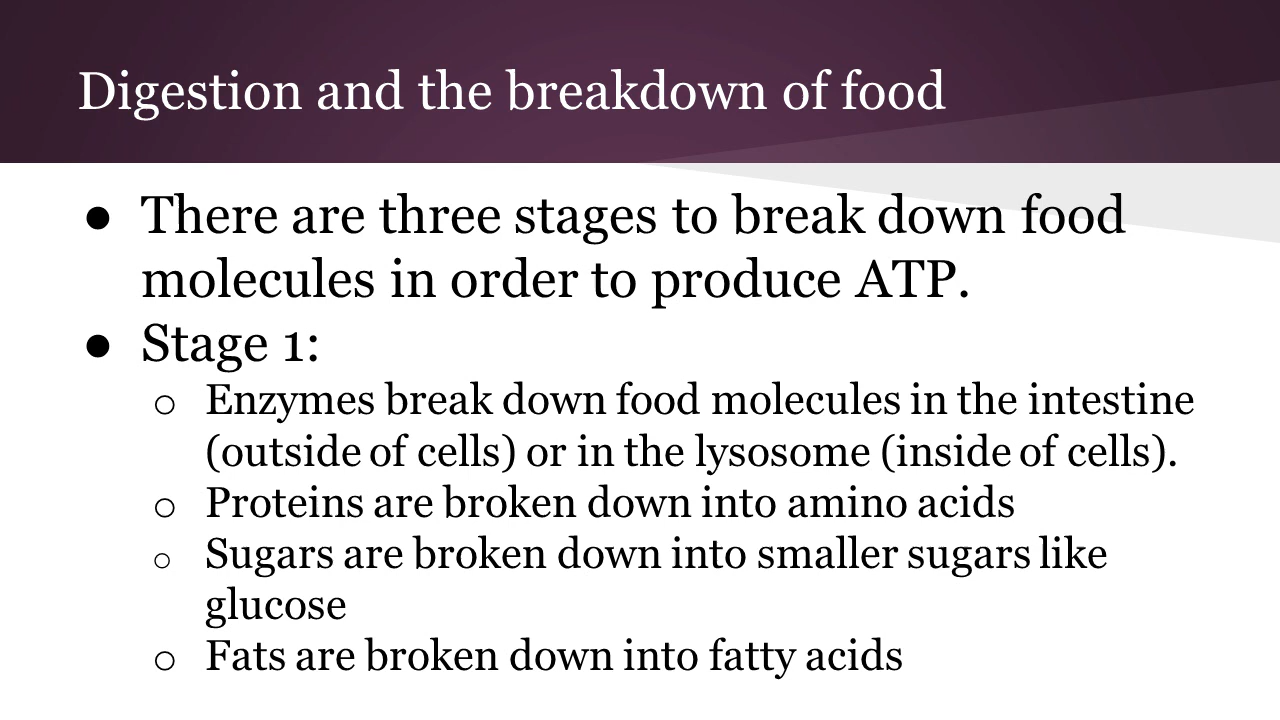 Digestion and the breakdown of food
● There are three stages to break down food
molecules in order to produce ATP.
● Stage 1:
○ Enzymes break down food molecules in the intestine
(outside of cells) or in the lysosome (inside of cells).
○ Proteins are broken down into amino acids
○ Sugars are broken down into smaller sugars like
glucose
○ Fats are broken down into fatty acids